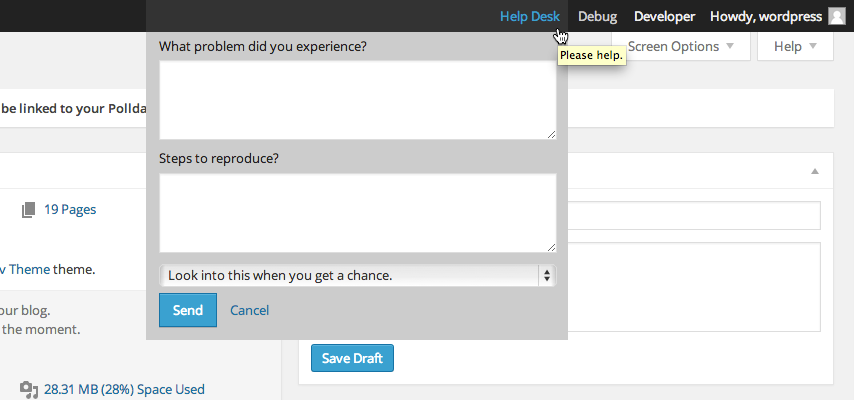 Help Desk Debug Developer Howdy, wordpress
What problem did you experience?
Please help.
Screen Options Help
be linked to your Pollda
Steps to reproduce?
19 Pages
v Theme theme.
Look into this when you get a chance.
our blog.
Send Cancel
the moment.
Save Draft
28.31 MB (28%) Space Used